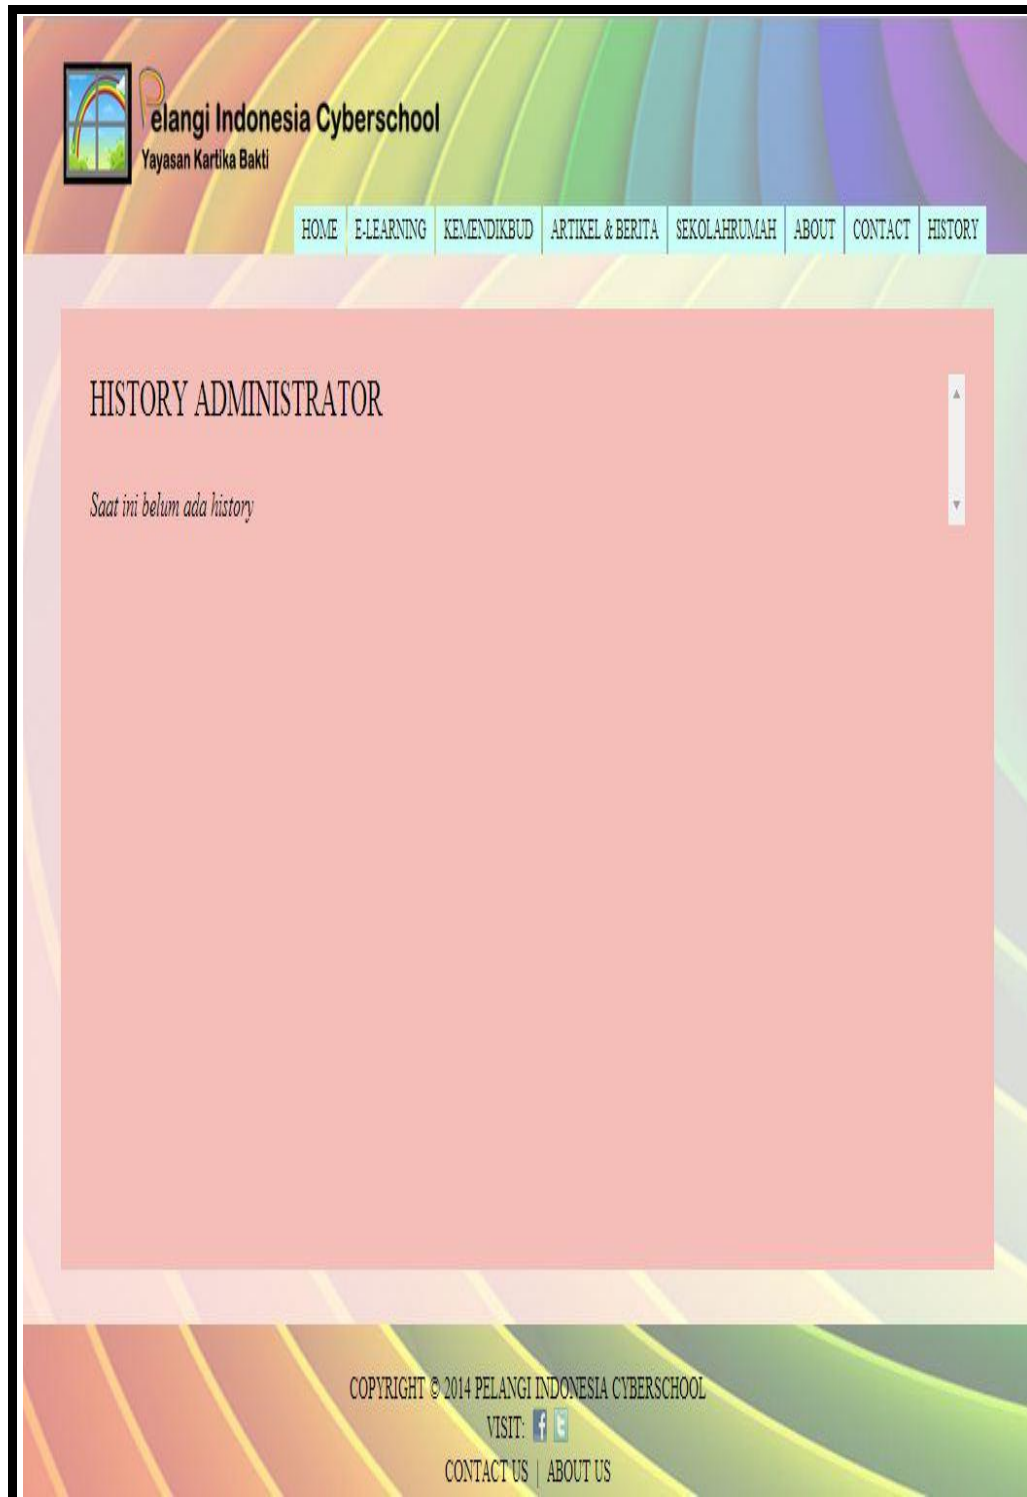 Pelangi Indonesia Cyberschool
Yayasan Kartika Bakti
HOME E-LEARNING KEMENDIKBUD ARTIKEL & BERITA SEKOLAHRUMAH ABOUT CONTACT HISTORY
HISTORY ADMINISTRATOR
Saat ini belum ada history
COPYRIGHT © 2014 PELANGI INDONESIA CYBERSCHOOL
VISIT:
CONTACT US | ABOUT US